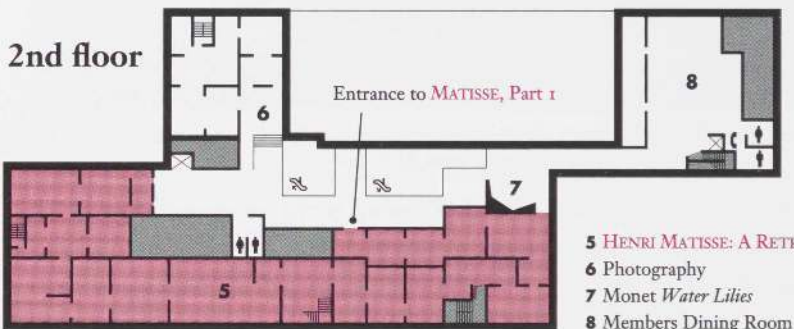 2nd floor
Entrance to MATISSE, Part 1
6
8
7
5
5 HENRI MATISSE: A
6 Photography
7 Monet Water Lilies
8 Members Dining Room